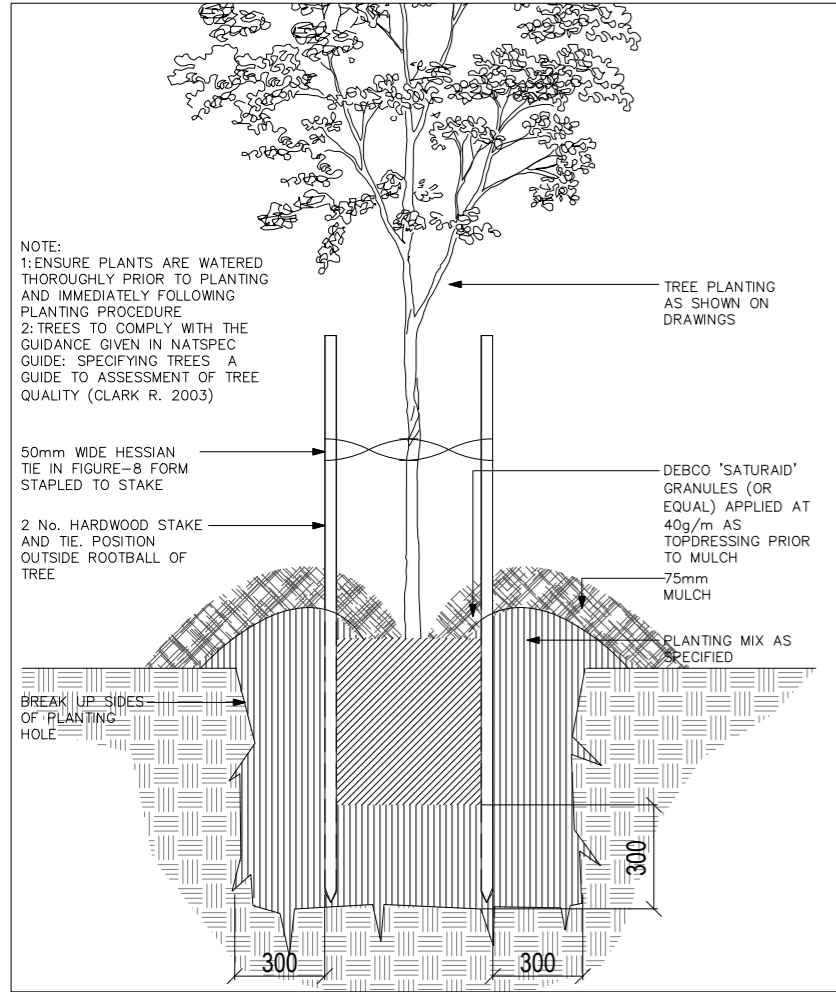 NOTE:
1: ENSURE PLANTS ARE WATERED
THOROUGHLY PRIOR TO PLANTING
AND IMMEDIATELY FOLLOWING
PLANTING PROCEDURE
2: TREES TO COMPLY WITH THE
GUIDANCE GIVEN IN NATSPEC
GUIDE: SPECIFYING TREES A
GUIDE TO ASSESSMENT OF TREE
QUALITY (CLARK R. 2003)
TREE PLANTING
AS SHOWN ON
DRAWINGS
50mm WIDE HESSIAN
TIE IN FIGURE-8 FORM
STAPLED TO STAKE
2 No. HARDWOOD STAKE
AND TIE. POSITION
OUTSIDE ROOTBALL OF
TREE
DEBCO 'SATURAID'
GRANULES (OR
EQUAL) APPLIED AT
40g/m AS
TOPDRESSING PRIOR
TO MULCH
75mm
MULCH
PLANTING MIX AS
SPECIFIED
BREAK UP SIDES
OF PLANTING
HOLE
300
300
300